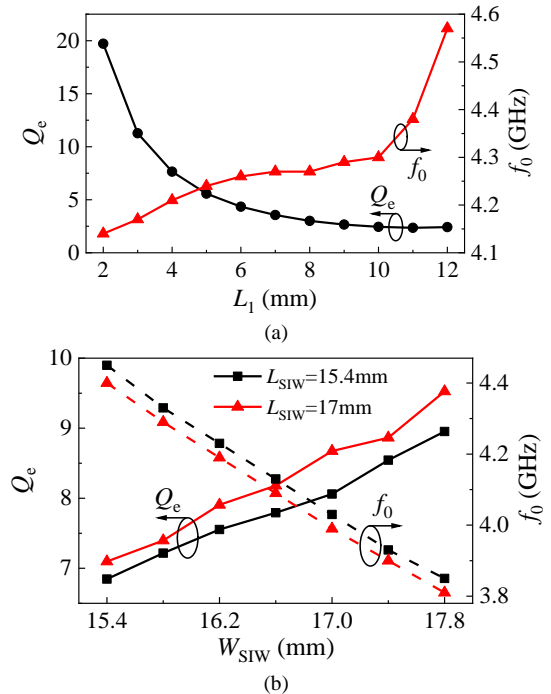 20
15
10
5
0
Qe
4.6
4.5
4.4
4.3
4.2
4.1
f0 (GHz)
f0
Qe
2 4 6 8 10 12
L1 (mm)
(a)
10
9
8
7
Qe
LSIW=15.4mm
LSIW=17mm
4.4
4.2
4.0
3.8
f0 (GHz)
Qe
f0
15.4 16.2 17.0 17.8
WSIW (mm)
(b)